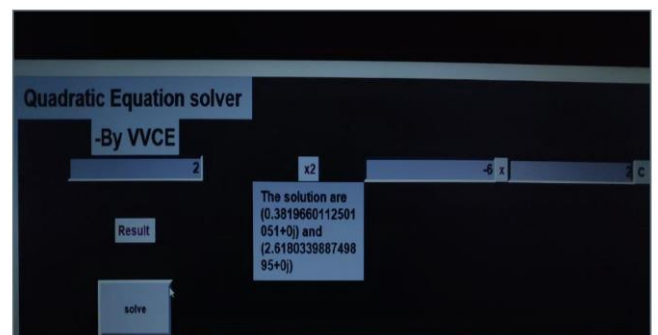 Quadratic Equation solver
-By VVCE
2
x2
-6
x
2
C
Result
The solution are
(0.3819660112501
051+0j) and
(2.6180339887498
95+0j)
solve